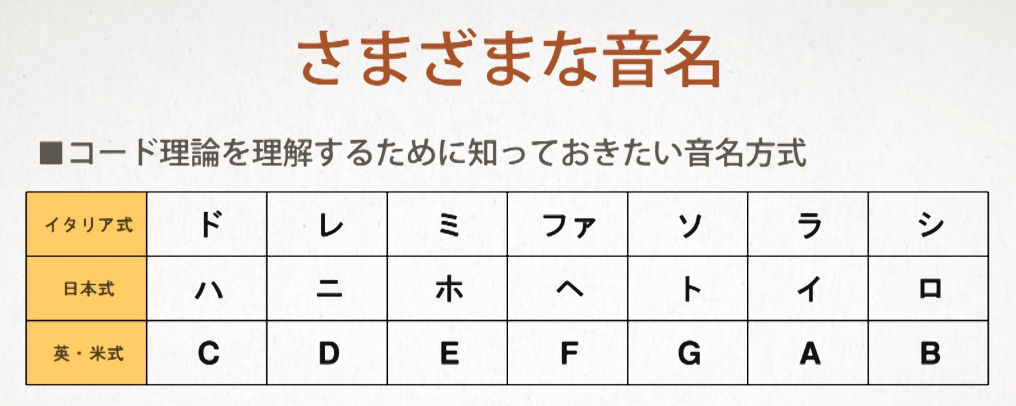 さまざまな音名
■コード理論を理解するために知っておきたい音名方式
イタリア式 ド レ ミ ファ ソ ラ シ
日本式 ハ ニ ホ ヘ ト イ ロ
英・米式 C D E F G A B